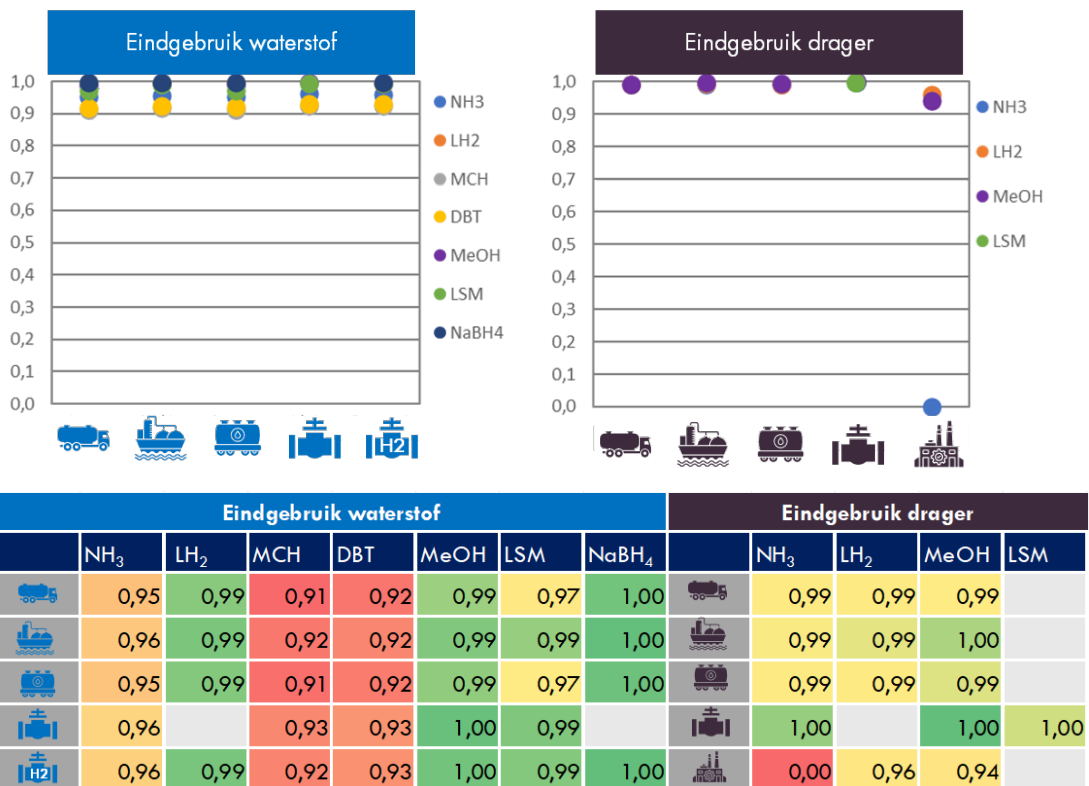 Eindgebruik waterstof
1,0
0,9
0,8
0,7
0,6
0,5
0,4
0,3
0,2
0,1
0,0
NH3
LH2
MCH
DBT
MeOH
LSM
NaBH4
H2
Eindgebruik drager
1,0
0,9
0,8
0,7
0,6
0,5
0,4
0,3
0,2
0,1
0,0
NH3
LH2
MeOH
LSM
Eindgebruik waterstof Eindgebruik drager
NH₃ LH₂ MCH DBT MeOH LSM NaBH₄ NH₃ LH₂ MeOH LSM
0,95 0,99 0,91 0,92 0,99 0,97 1,00 0,99 0,99 0,99
0,96 0,99 0,92 0,92 0,99 0,99 1,00 0,99 0,99 1,00
0,95 0,99 0,91 0,92 0,99 0,97 1,00 0,99 0,99 0,99
0,96 0,93 0,93 1,00 0,99 1,00 1,00 1,00
H2 0,96 0,99 0,92 0,93 1,00 0,99 1,00 0,00 0,96 0,94